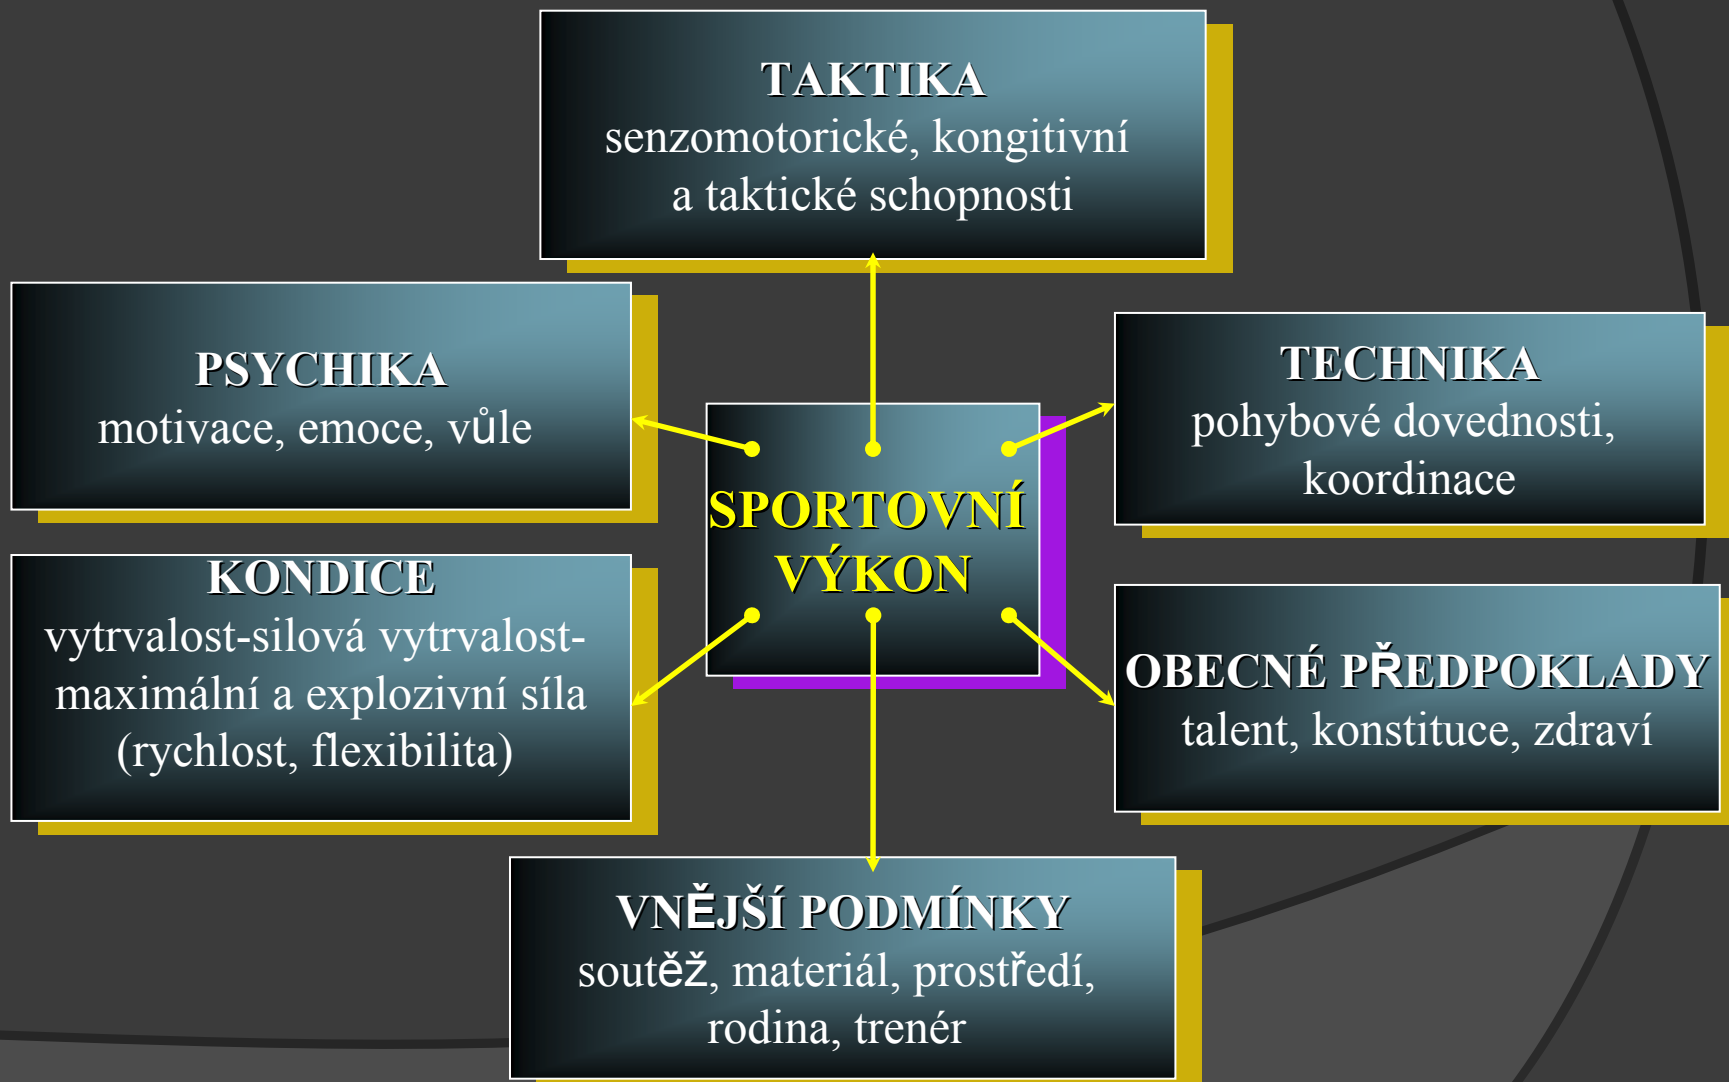 TAKTIKA
senzomotorické, kongitivní
a taktické schopnosti
PSYCHIKA
motivace, emoce, vůle
TECHNIKA
pohybové dovednosti,
koordinace
SPORTOVNÍ
VÝKON
KONDICE
vytrvalost-silová vytrvalost-
maximální a explozivní síla
(rychlost, flexibilita)
OBECNÉ PŘEDPOKLADY
talent, konstituce, zdraví
VNĚJŠÍ PODMÍNKY
soutěž, materiál, prostředí,
rodina, trenér